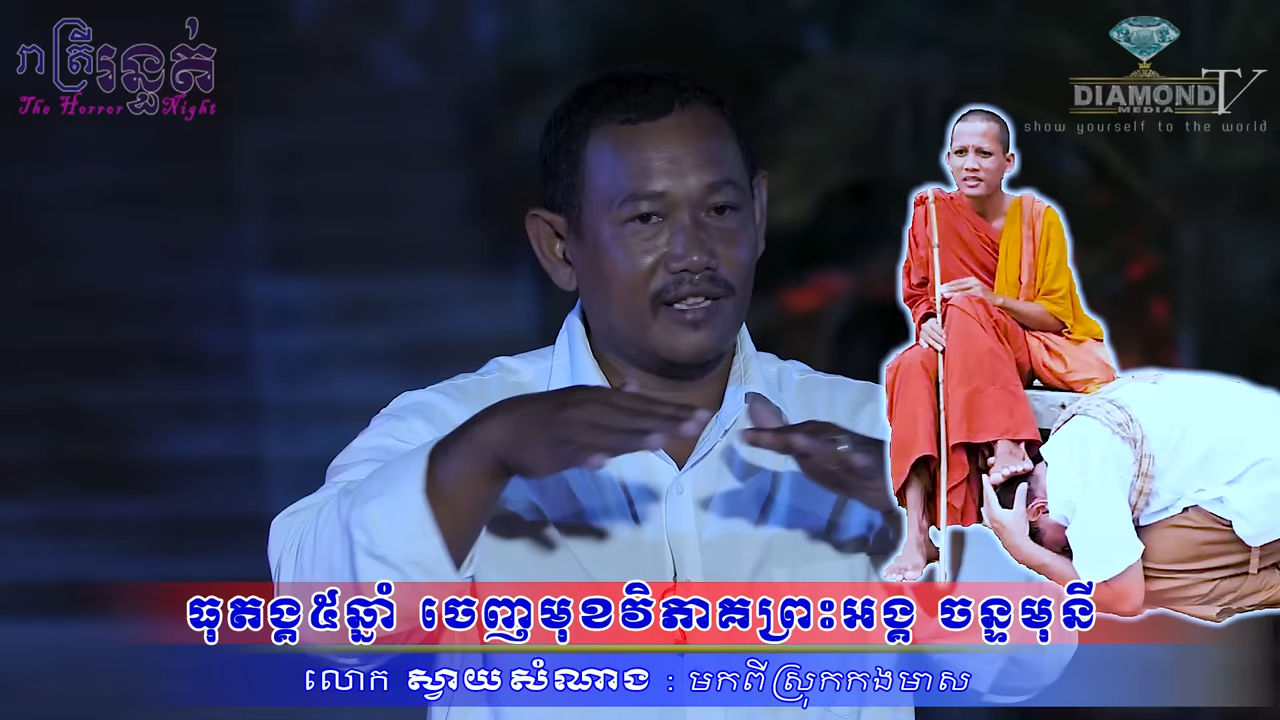 រាត្រីរន្ធត់
The Horror Night
DIAMOND TV
MEDIA
show yourself to the world
ធុតង្គ៥ឆ្នាំ ចេញមុខវិភាគព្រះអង្គ ចន្ទមុនី
លោក ស្វាយសំណាង : មកពីស្រុកកងមាស